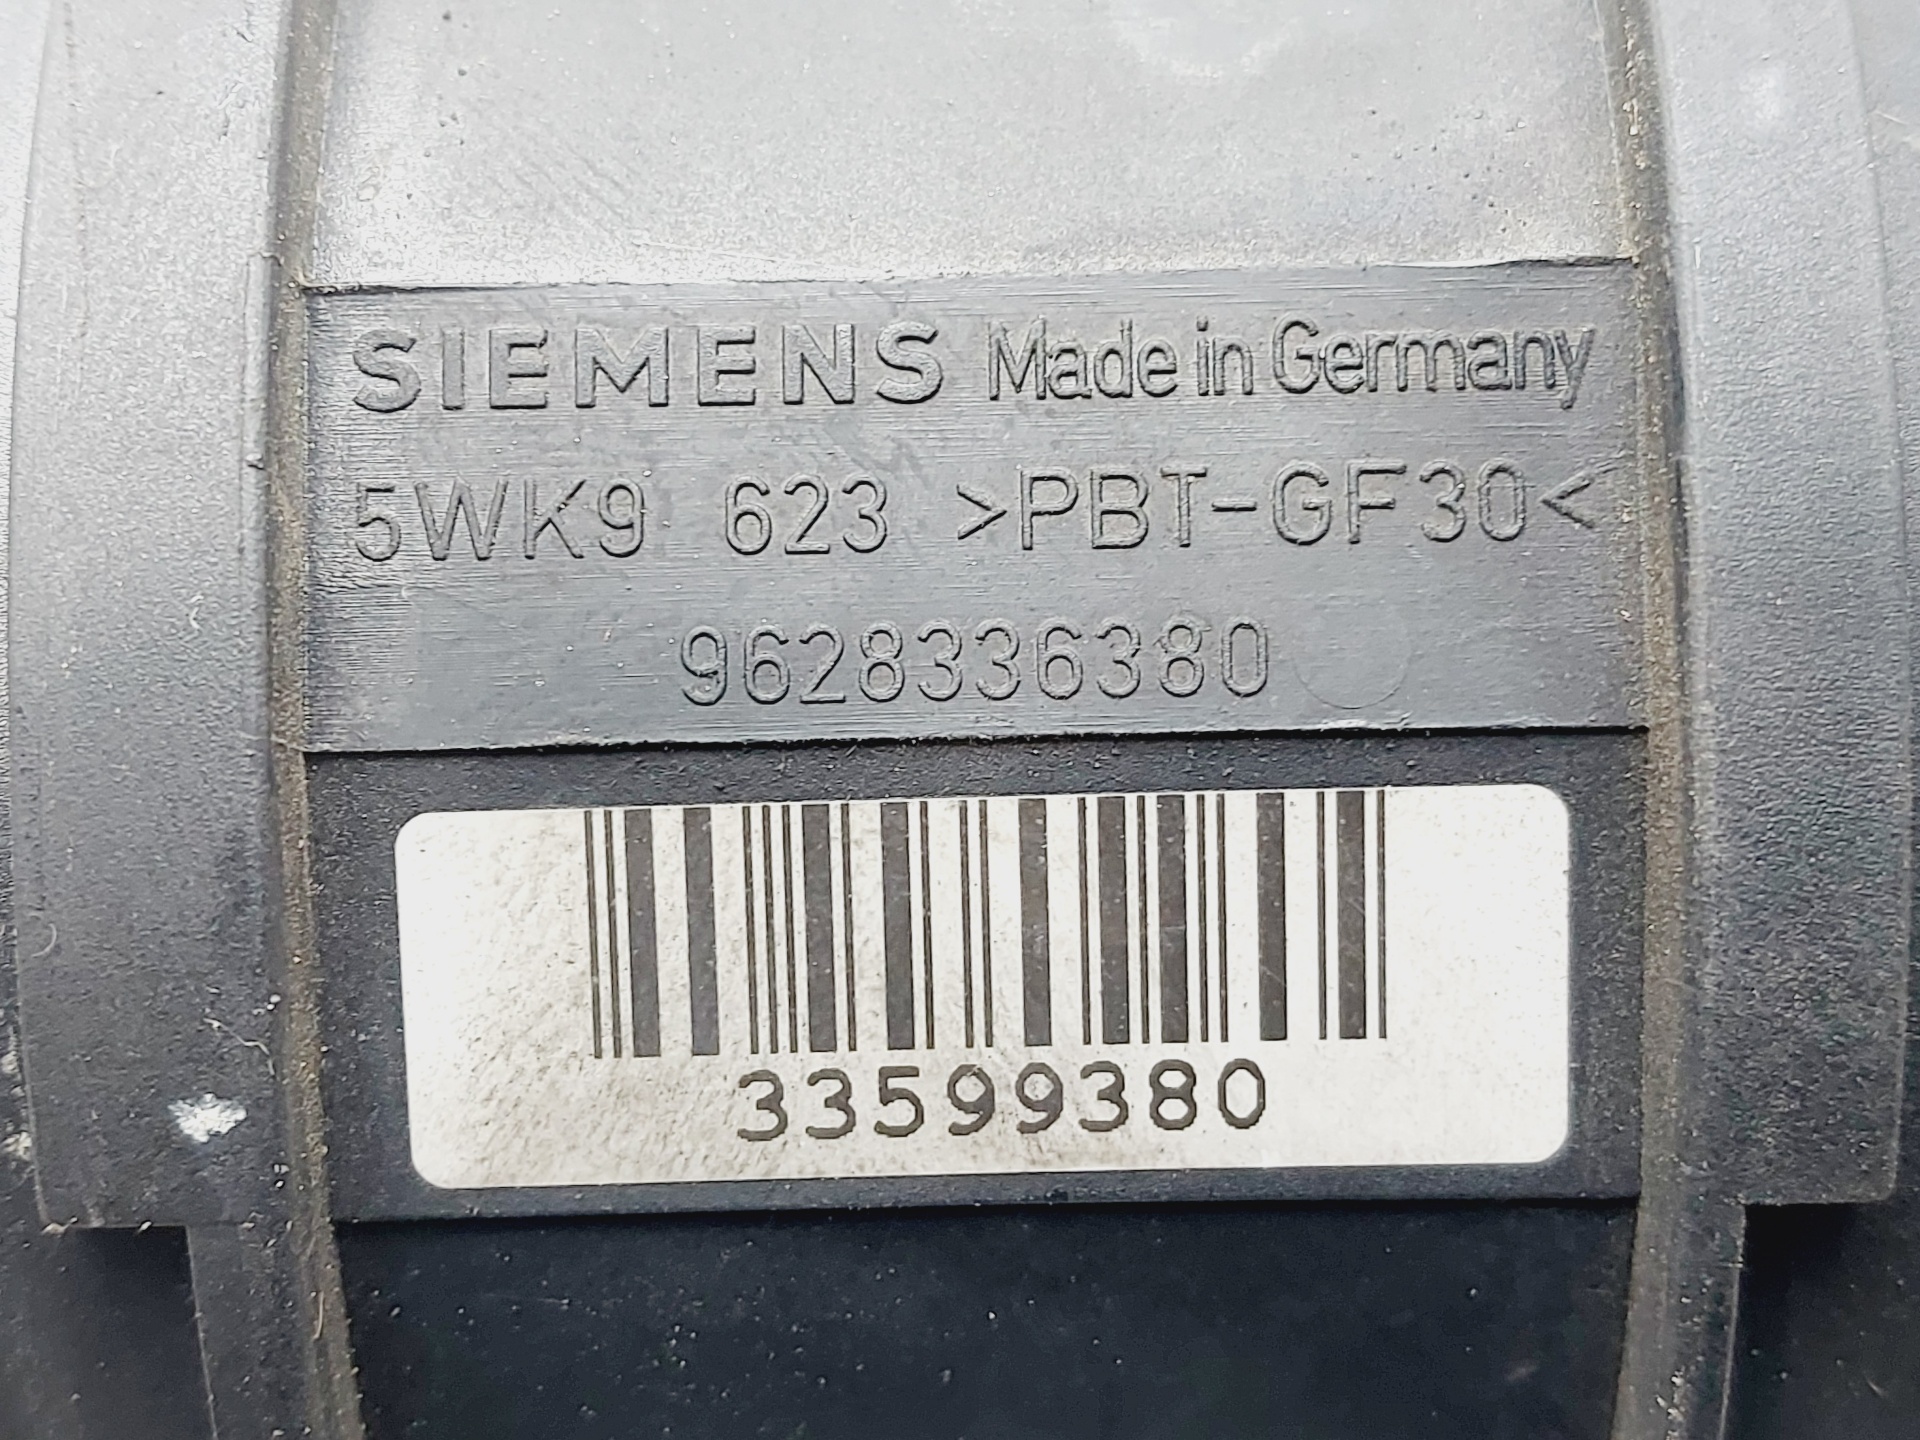 SIEMENS Made in Germany
5WK9 623 >PBT-GF30<
9628336380
33599380